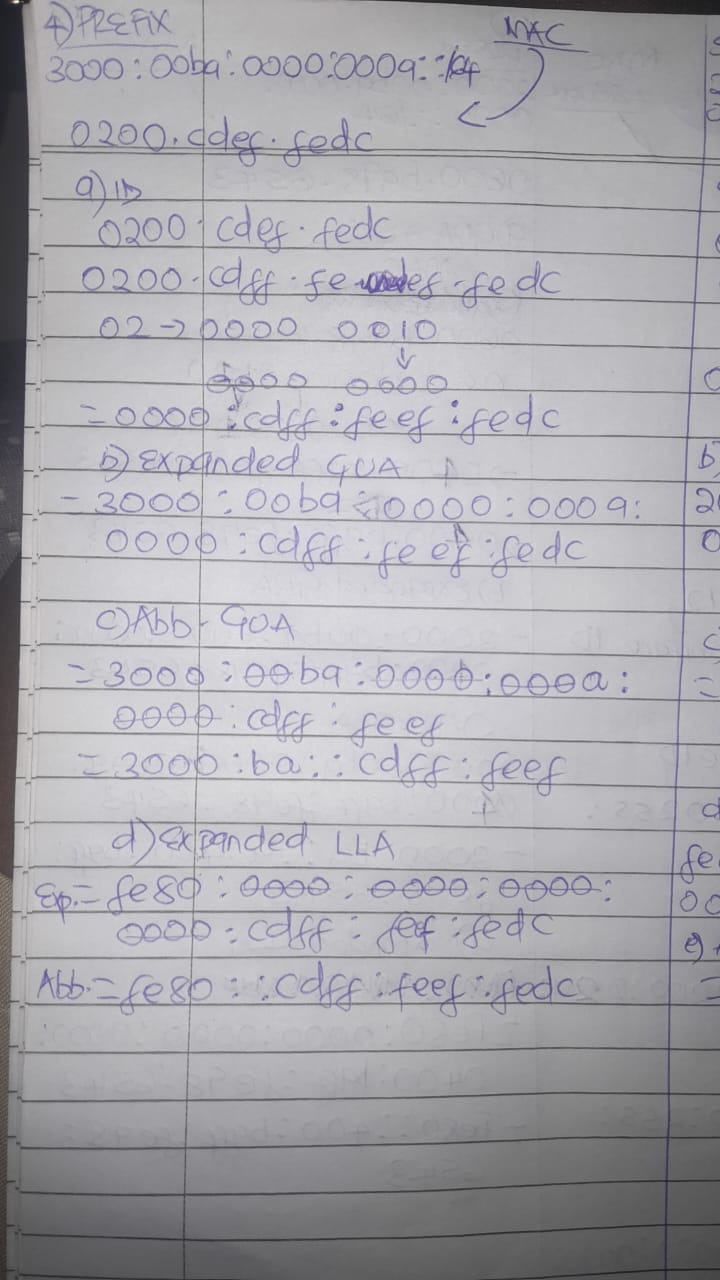 4) PREFIX MAC
3000:00ba:0000:000a::/64
0200.cdef.fedc
a) ID
0200.cdef.fedc
0200.cdff.fe ef.fedc
02→0000 0010
0000 0000
=0000:cdff:feef:fedc
b) Expanded GUA
-3000:00ba:0000:000a:
0000:cdff:feef:fedc
c) Abb-GUA
=3000:00ba:0000:000a:
0000:cdff:feef
=3000:ba::cdff:feef
d) Expanded LLA
Exp.=fe80:0000:0000:0000:
0000:cdff:feef:fedc
Abb.=fe80::cdff:feef:fedc